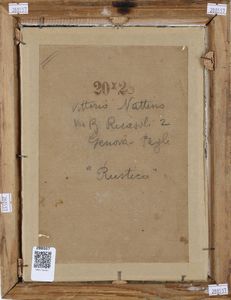 20x25
Vittorio Nattino
Via B. Ricasoli 2
Genova Pegli
"Rustico"